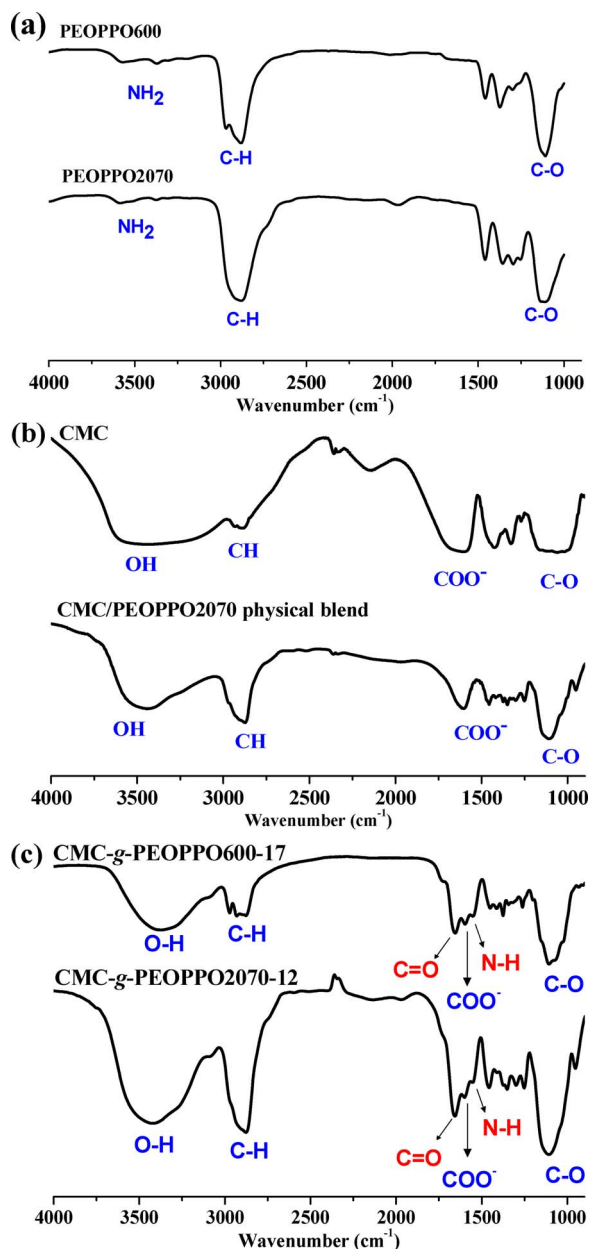 (a)
PEOPPO600
NH2
C-H
C-O
PEOPPO2070
NH2
C-H
C-O
4000 3500 3000 2500 2000 1500 1000
Wavenumber (cm-1)
(b)
CMC
OH
CH
COO-
C-O
CMC/PEOPPO2070 physical blend
OH
CH
COO-
C-O
4000 3500 3000 2500 2000 1500 1000
Wavenumber (cm-1)
(c)
CMC-g-PEOPPO600-17
O-H
C-H
C=O
COO-
N-H
C-O
CMC-g-PEOPPO2070-12
O-H
C-H
C=O
COO-
N-H
C-O
4000 3500 3000 2500 2000 1500 1000
Wavenumber (cm-1)